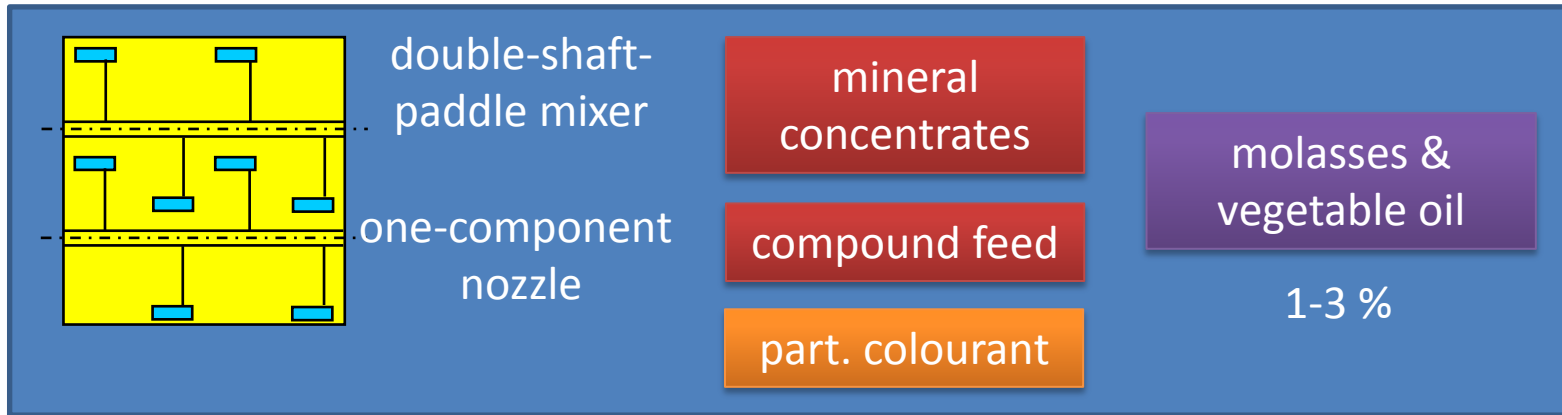 double-shaft-
paddle mixer
one-component
nozzle
mineral
concentrates
compound feed
part. colourant
molasses &
vegetable oil
1-3 %